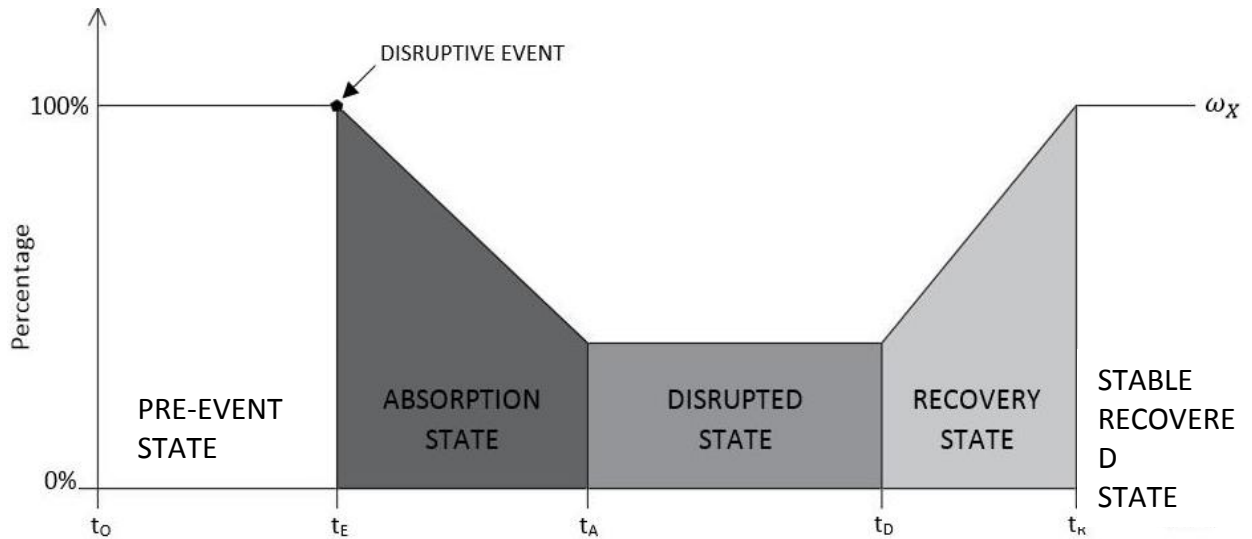 DISRUPTIVE EVENT
100%
ω_X
Percentage
PRE-EVENT
STATE
ABSORPTION
STATE
DISRUPTED
STATE
RECOVERY
STATE
STABLE
RECOVERE
D
STATE
0%
t_O
t_E
t_A
t_D
t_R